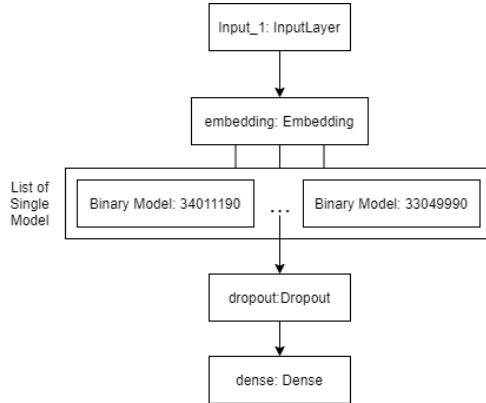 Input_1: InputLayer
embedding: Embedding
List of
Single
Model
Binary Model: 34011190
...
Binary Model: 33049990
dropout:Dropout
dense: Dense